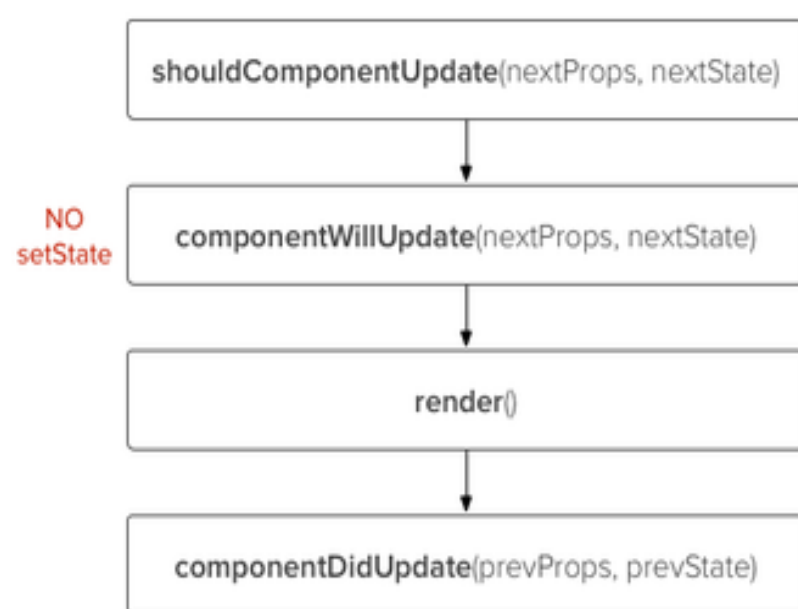 shouldComponentUpdate(nextProps, nextState)
NO
setState
componentWillUpdate(nextProps, nextState)
render()
componentDidUpdate(prevProps, prevState)